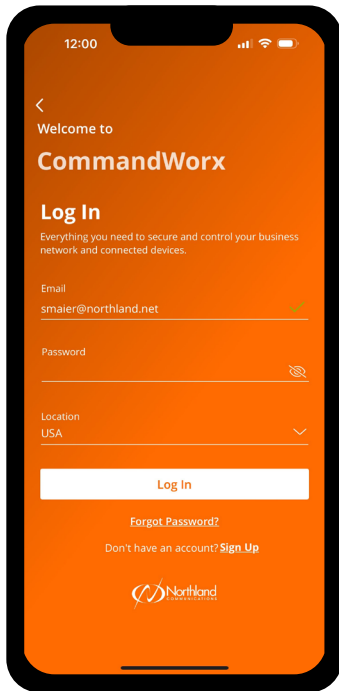 12:00
Welcome to
CommandWorx
Log In
Everything you need to secure and control your business
network and connected devices.
Email
smaier@northland.net
Password
Location
USA
Log In
Forgot Password?
Don't have an account? Sign Up
Northland
COMMUNICATIONS